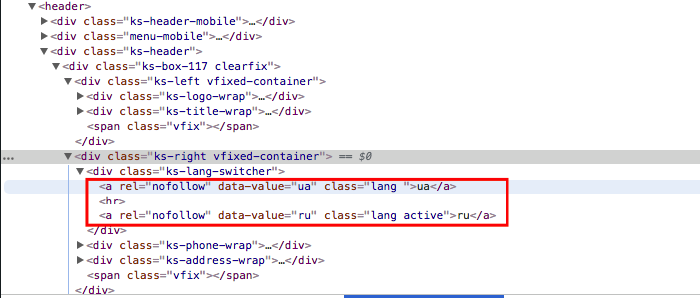 <header>
<div class="ks-header-mobile">…</div>
<div class="menu-mobile">…</div>
<div class="ks-header">
<div class="ks-box-117 clearfix">
<div class="ks-left vfixed-container">
<div class="ks-logo-wrap">…</div>
<div class="ks-title-wrap">…</div>
<span class="vfix"></span>
</div>
... <div class="ks-right vfixed-container"> == $0
<div class="ks-lang-switcher">
<a rel="nofollow" data-value="ua" class="lang ">ua</a>
<hr>
<a rel="nofollow" data-value="ru" class="lang active">ru</a>
</div>
<div class="ks-phone-wrap">…</div>
<div class="ks-address-wrap">…</div>
<span class="vfix"></span>
</div>